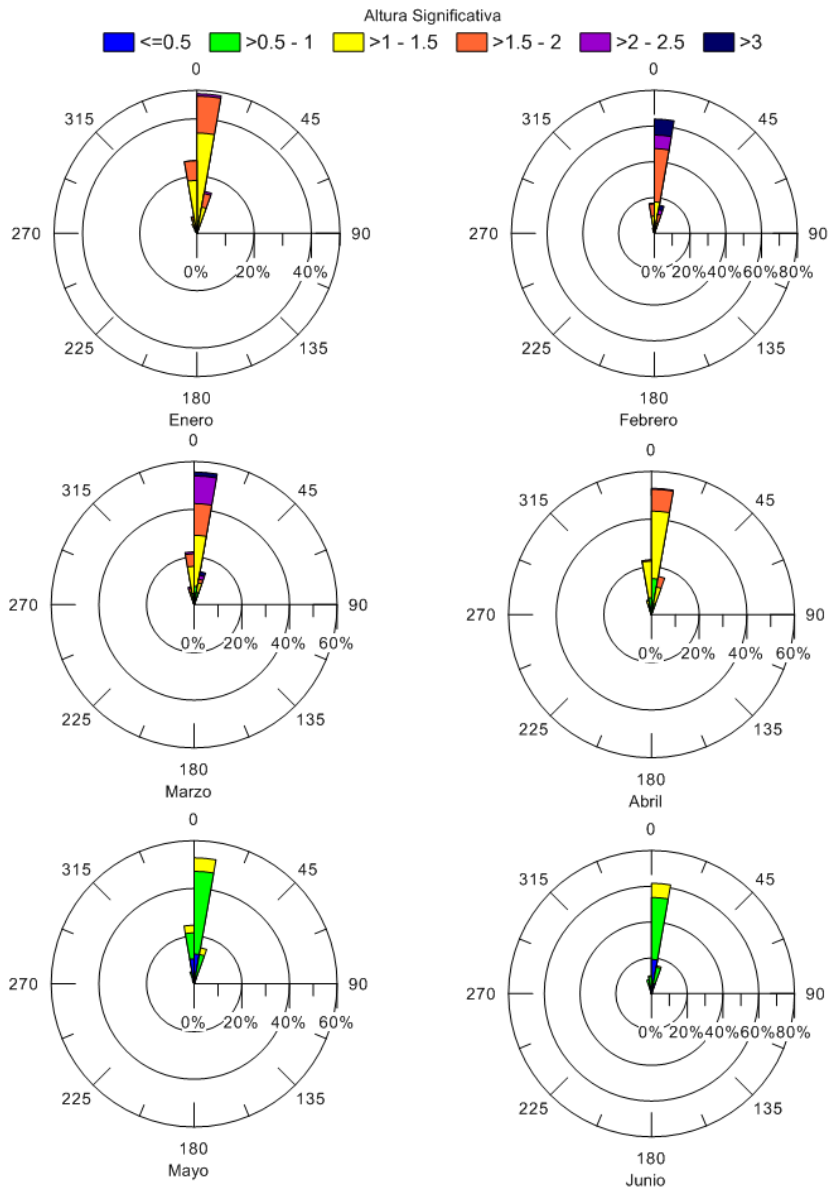 Altura Significativa
<=0.5 >0.5 - 1 >1 - 1.5 >1.5 - 2 >2 - 2.5 >3
0 0
315 45 315 45
270 90 270 90
0% 20% 40% 0% 20% 40% 60% 80%
225 135 225 135
180 180
Enero Febrero
0 0
315 45 315 45
270 90 270 90
0% 20% 40% 60% 0% 20% 40% 60%
225 135 225 135
180 180
Marzo Abril
0 0
315 45 315 45
270 90 270 90
0% 20% 40% 60% 0% 20% 40% 60% 80%
225 135 225 135
180 180
Mayo Junio